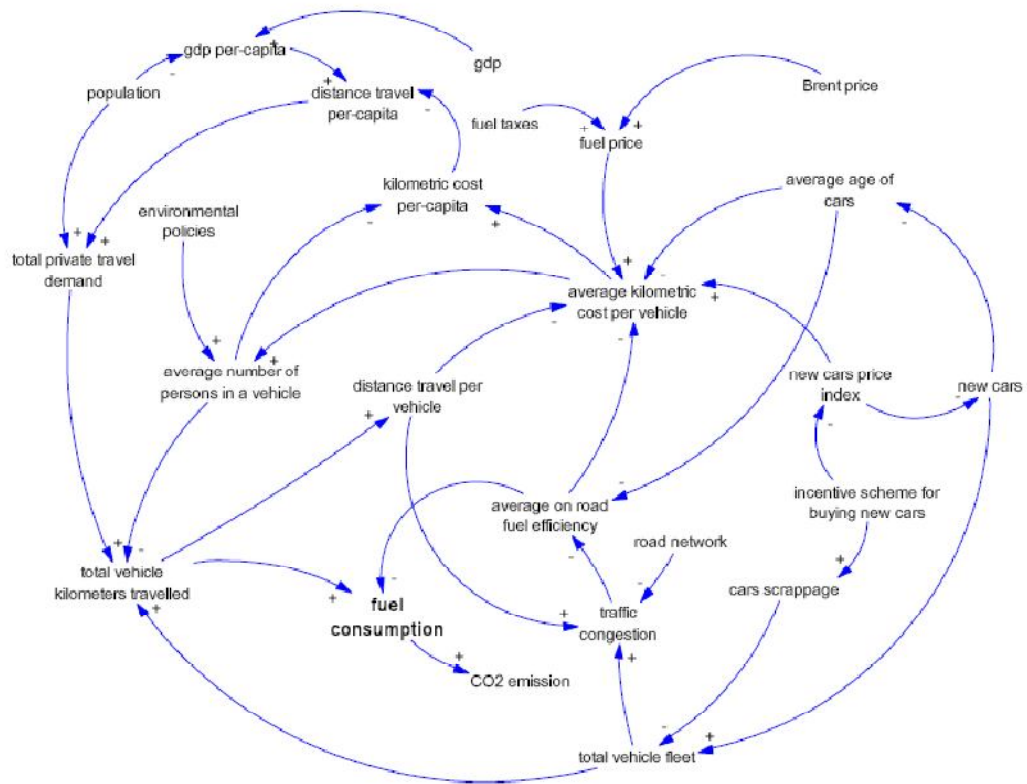 gdp per-capita
gdp
population
distance travel
per-capita
Brent price
fuel taxes
fuel price
kilometric cost
per-capita
average age of
cars
environmental
policies
total private travel
demand
average kilometric
cost per vehicle
average number of
persons in a vehicle
distance travel per
vehicle
new cars price
index
new cars
average on road
fuel efficiency
incentive scheme for
buying new cars
road network
total vehicle
kilometers travelled
fuel
consumption
traffic
congestion
cars scrappage
CO2 emission
total vehicle fleet